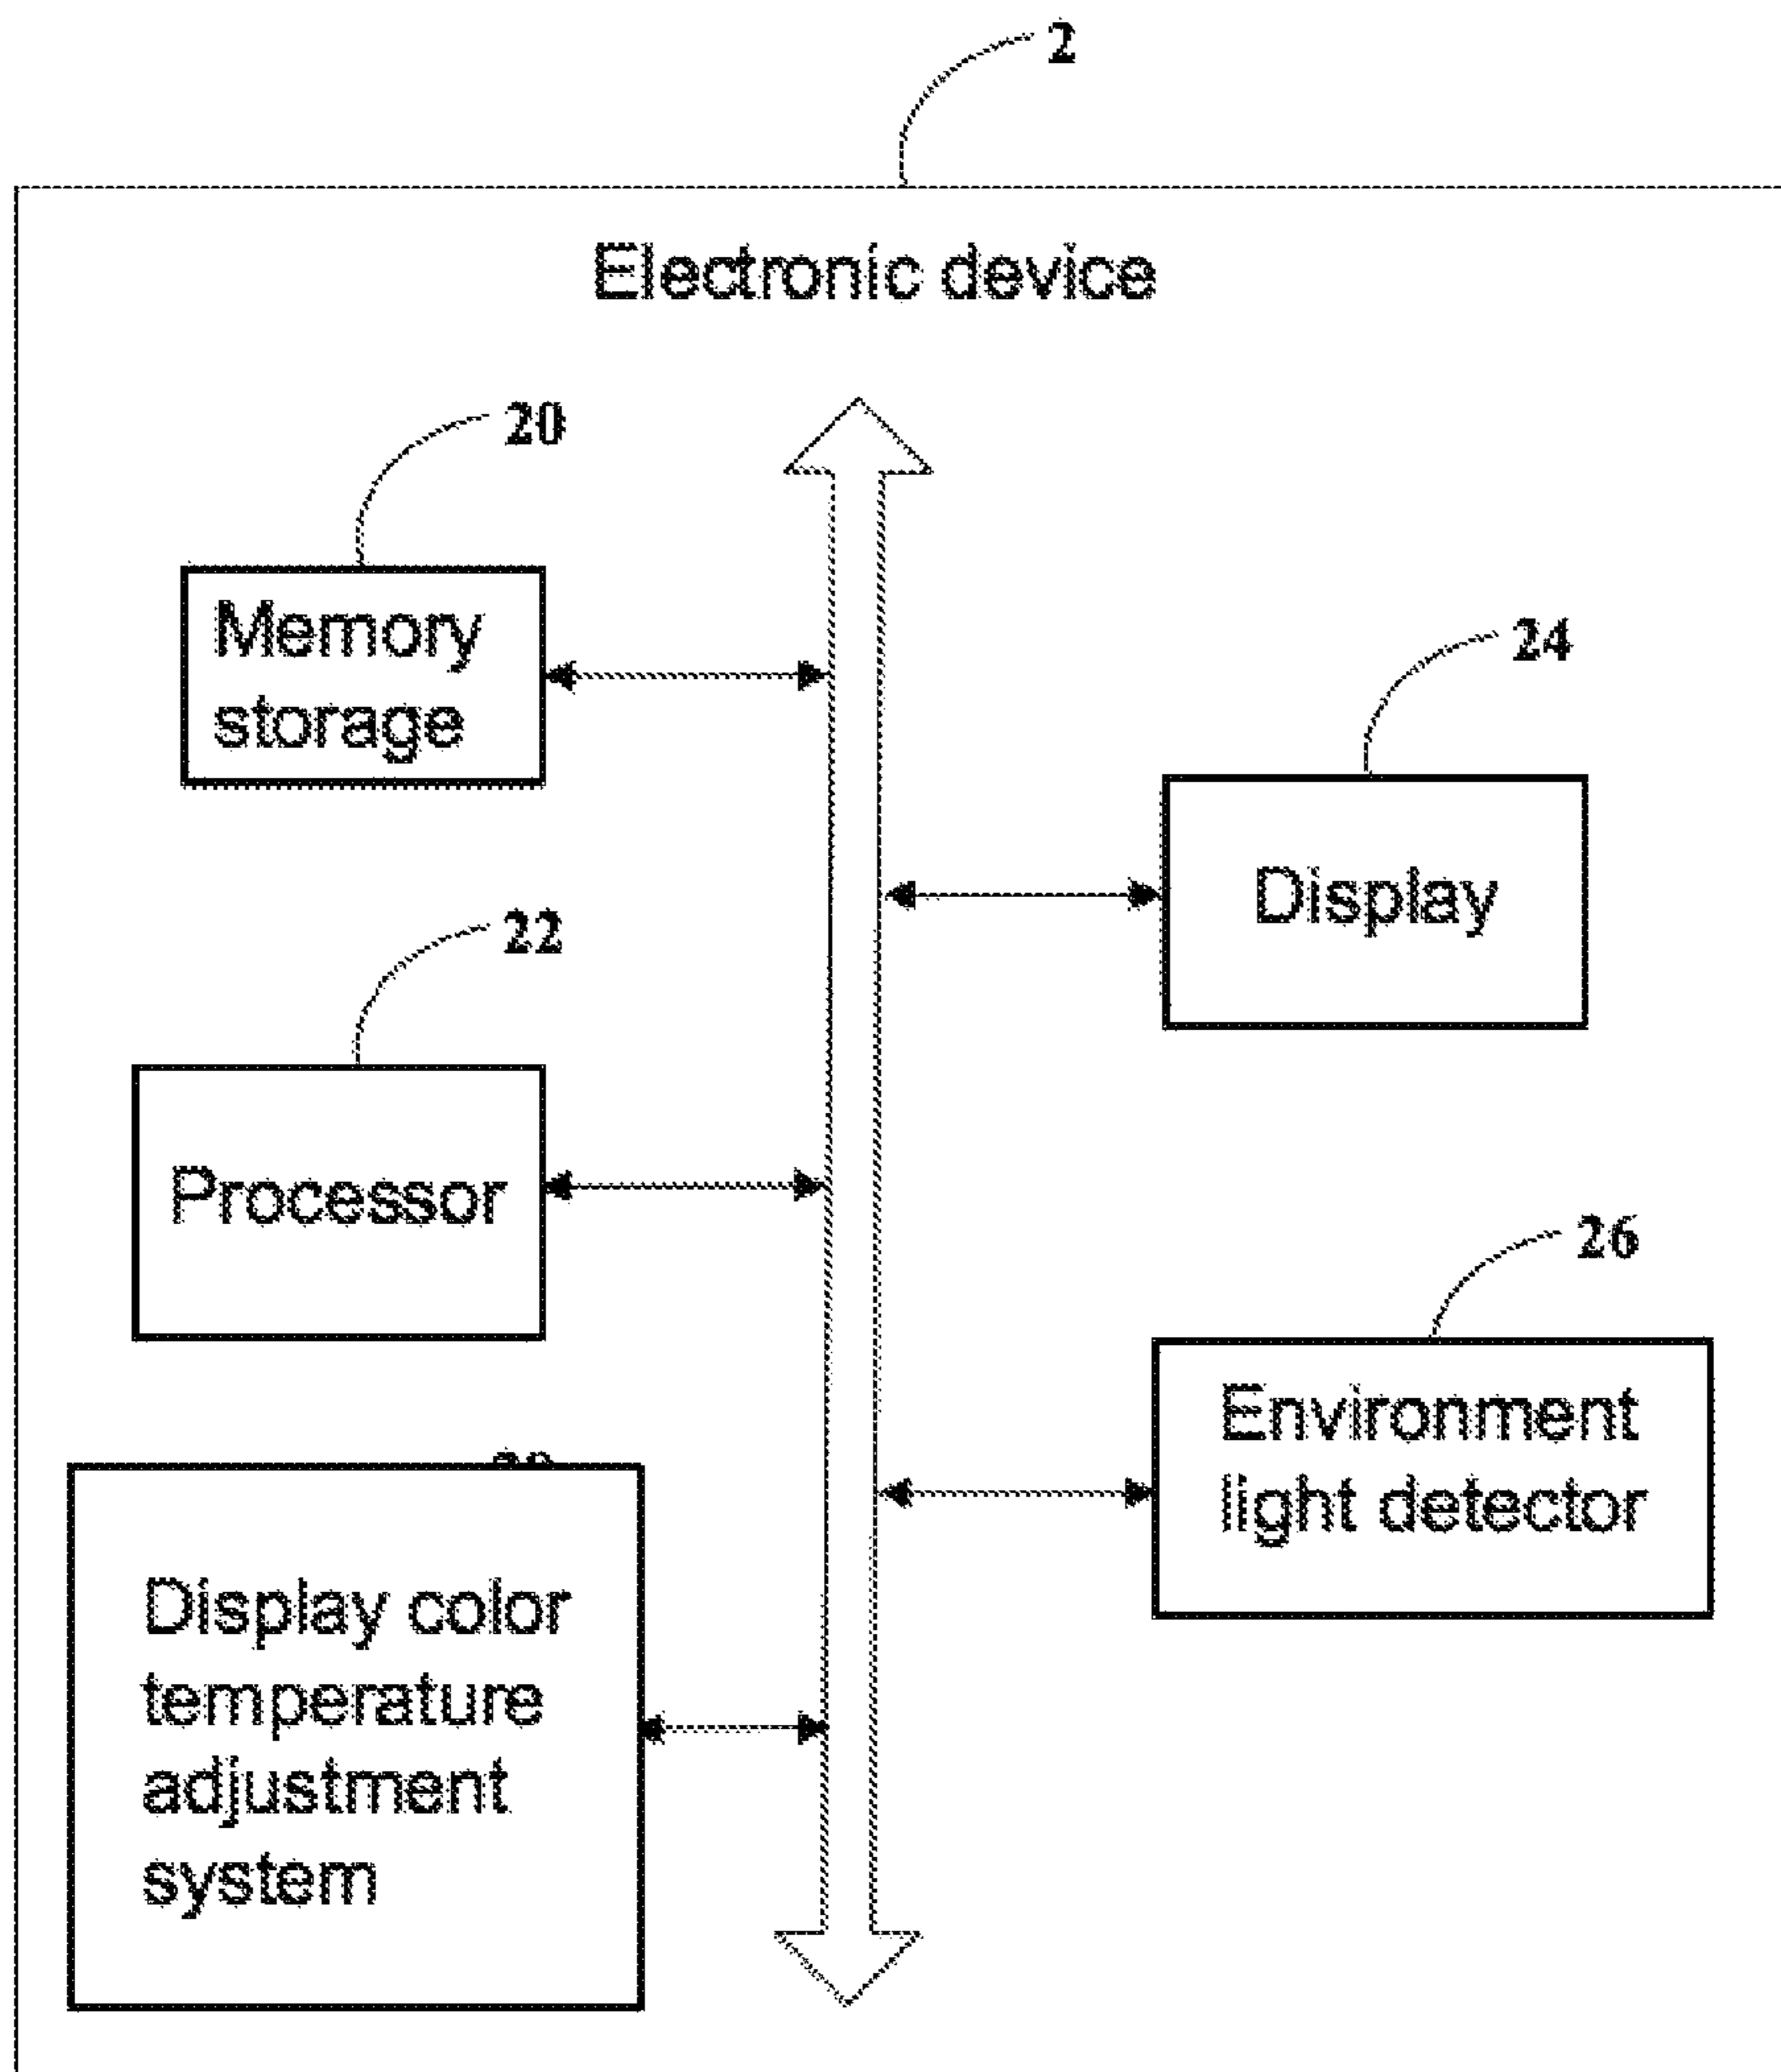 2
Electronic device
20
Memory
storage
24
Display
22
Processor
26
Environment
light detector
Display color
temperature
adjustment
system